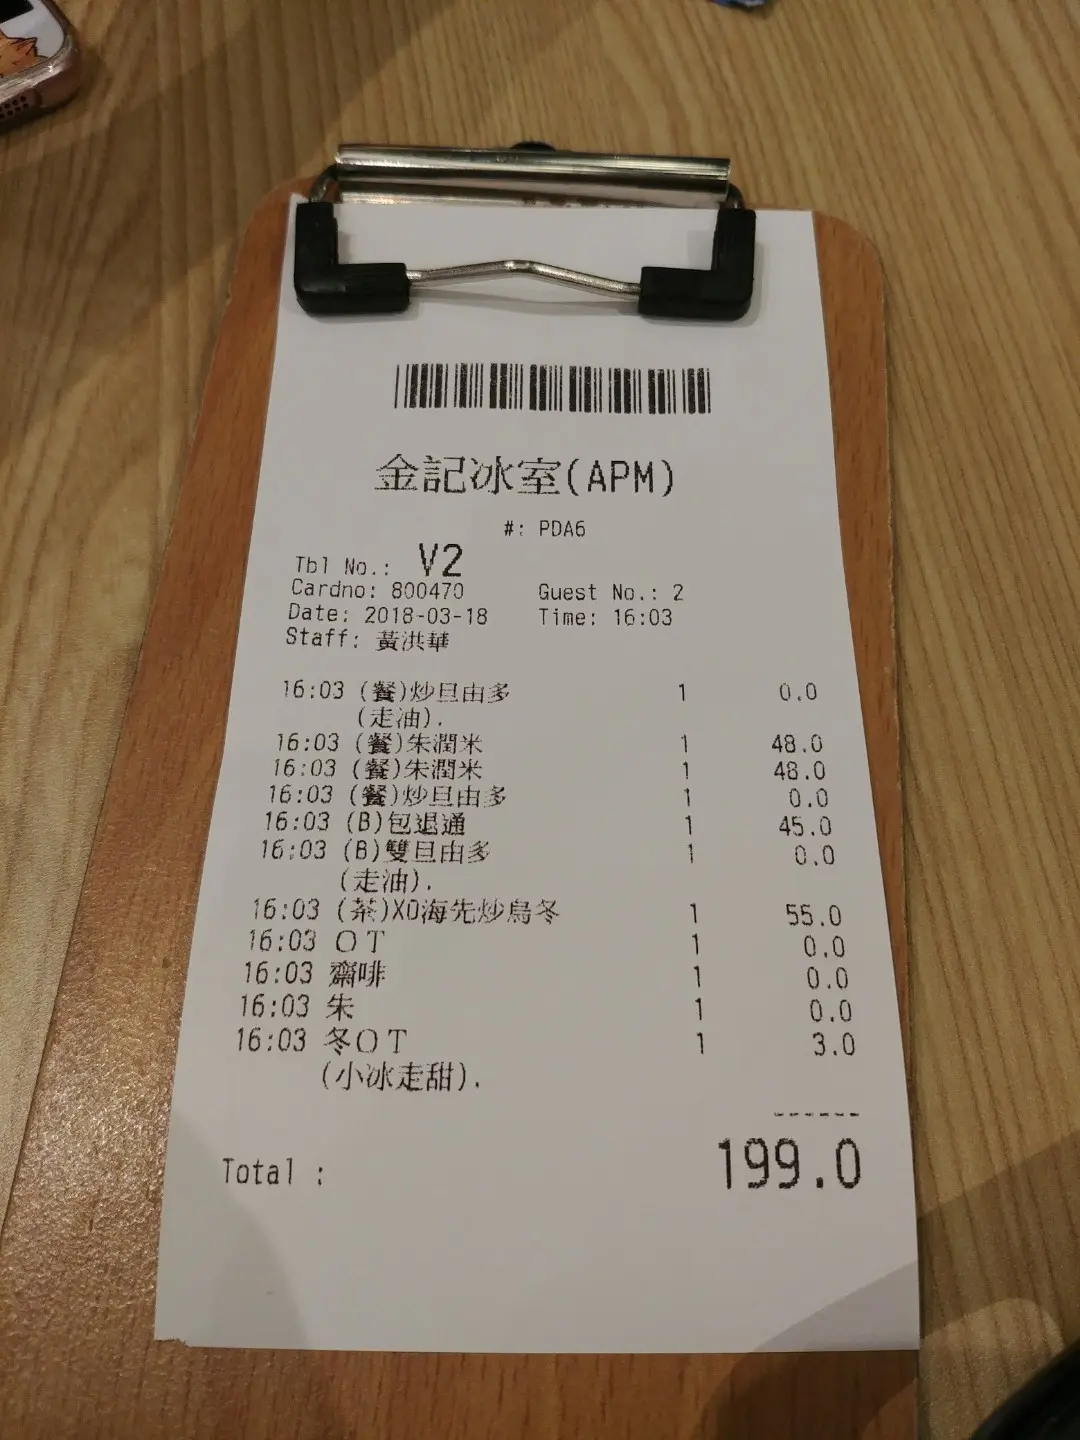 金記冰室(APM)
#: PDA6
Tbl No.: V2
Cardno: 800470 Guest No.: 2
Date: 2018-03-18 Time: 16:03
Staff: 黃洪華
16:03 (餐)炒旦由多 1 0.0
(走油).
16:03 (餐)朱潤米 1 48.0
16:03 (餐)朱潤米 1 48.0
16:03 (餐)炒旦由多 1 0.0
16:03 (B)包退通 1 45.0
16:03 (B)雙旦由多 1 0.0
(走油).
16:03 (茶)XO海先炒烏冬 1 55.0
16:03 OT 1 0.0
16:03 齋啡 1 0.0
16:03 朱 1 0.0
16:03 冬OT 1 3.0
(小冰走甜).
Total : 199.0